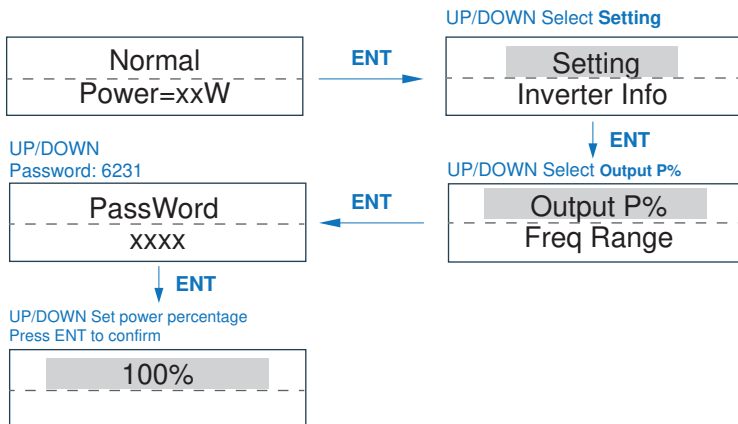 UP/DOWN Select Setting
Normal
Power=xxW
ENT
Setting
Inverter Info
ENT
UP/DOWN Select Output P%
Output P%
Freq Range
ENT
UP/DOWN
Password: 6231
PassWord
xxxx
ENT
UP/DOWN Set power percentage
Press ENT to confirm
100%